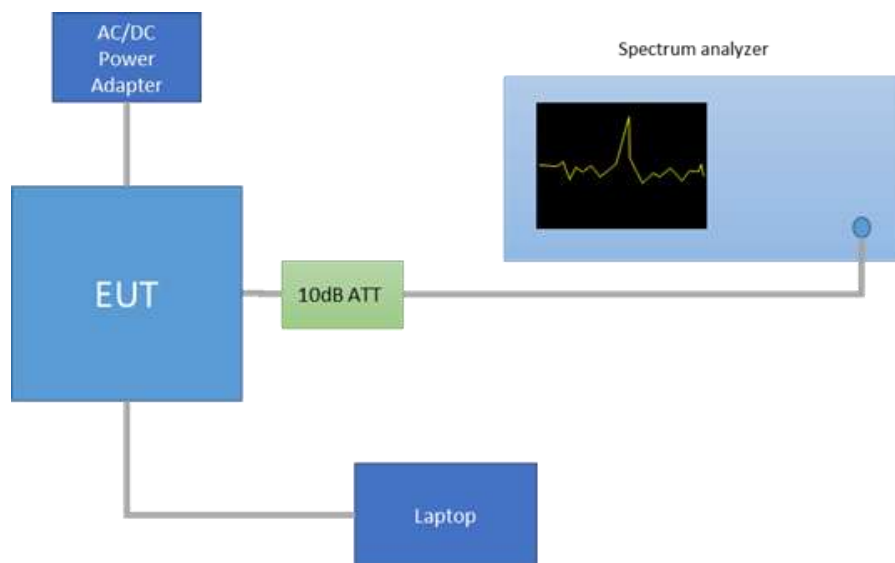 AC/DC
Power
Adapter
Spectrum analyzer
EUT
10dB ATT
Laptop